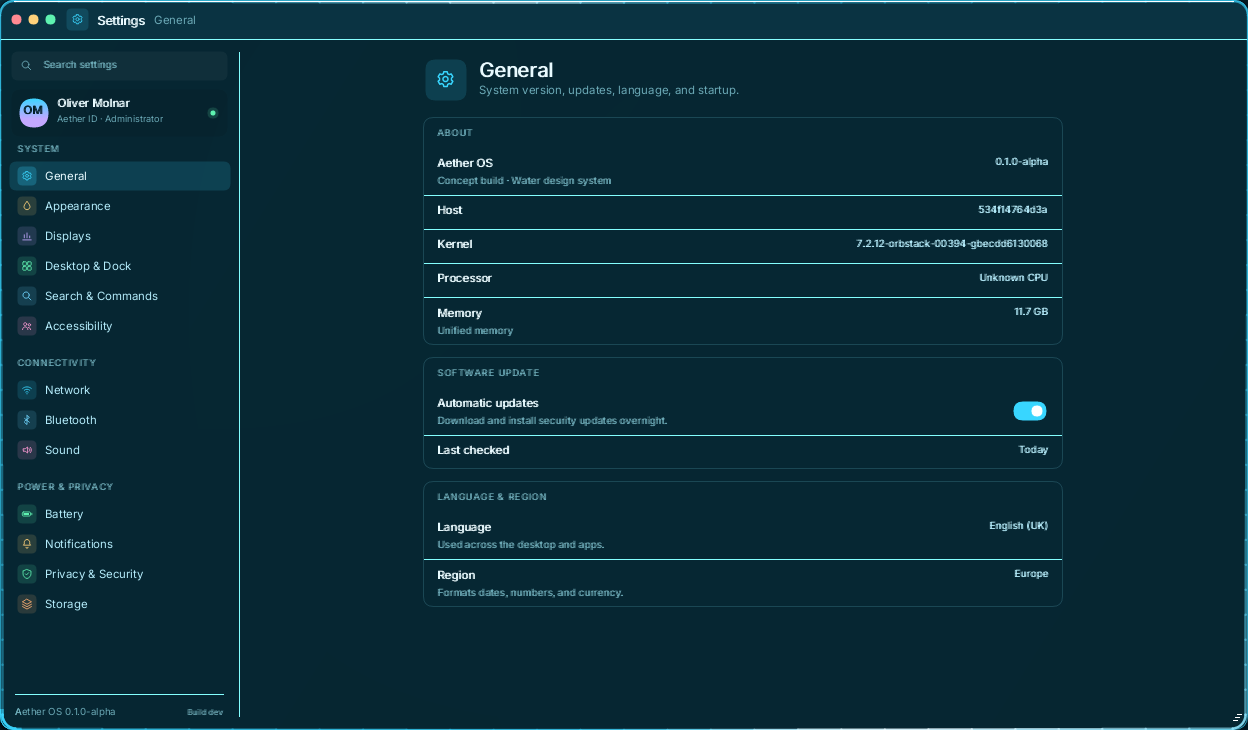 Settings General
Search settings
OM
Oliver Molnar
Aether ID · Administrator
SYSTEM
General
Appearance
Displays
Desktop & Dock
Search & Commands
Accessibility
CONNECTIVITY
Network
Bluetooth
Sound
POWER & PRIVACY
Battery
Notifications
Privacy & Security
Storage
Aether OS 0.1.0-alpha Build dev
General
System version, updates, language, and startup.
ABOUT
Aether OS 0.1.0-alpha
Concept build · Water design system
Host 534f14764d3a
Kernel 7.2.12-orbstack-00394-gbecdd6130068
Processor Unknown CPU
Memory 11.7 GB
Unified memory
SOFTWARE UPDATE
Automatic updates
Download and install security updates overnight.
Last checked Today
LANGUAGE & REGION
Language English (UK)
Used across the desktop and apps.
Region Europe
Formats dates, numbers, and currency.